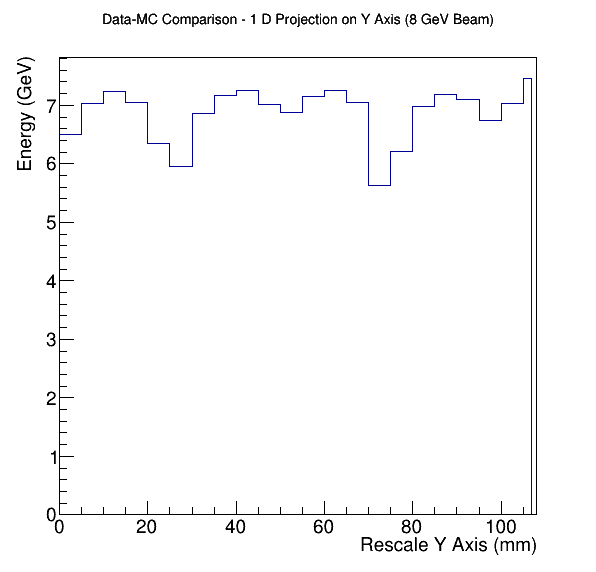 Data-MC Comparison - 1 D Projection on Y Axis (8 GeV Beam)
Energy (GeV)
7
6
5
4
3
2
1
0
0 20 40 60 80 100
Rescale Y Axis (mm)